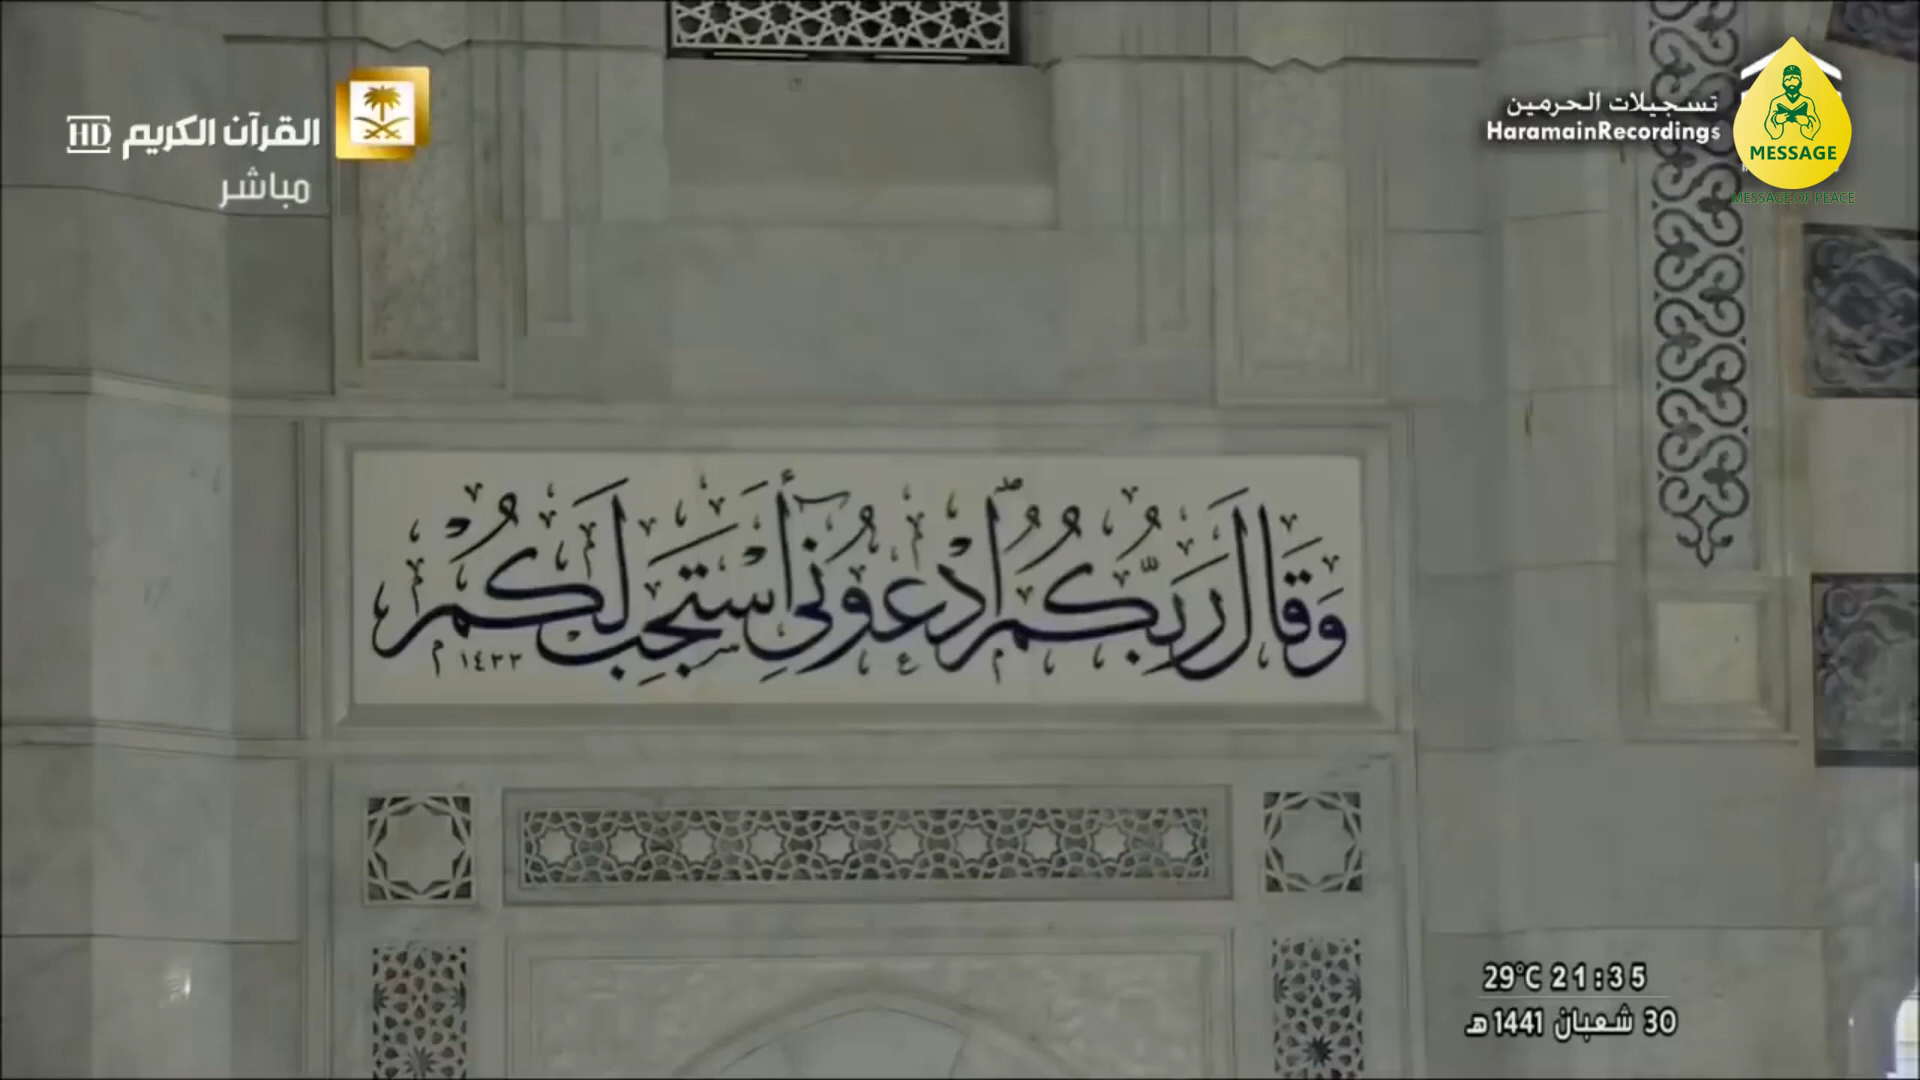 القرآن الكريم HD
مباشر
تسجيلات الحرمين
HaramainRecordings
MESSAGE
MESSAGE OF PEACE
وَقَالَ رَبُّكُمُ ادْعُونِيٓ أَسْتَجِبْ لَكُمْ
١٤٣٣
29°C 21:35
30 شعبان 1441 هـ